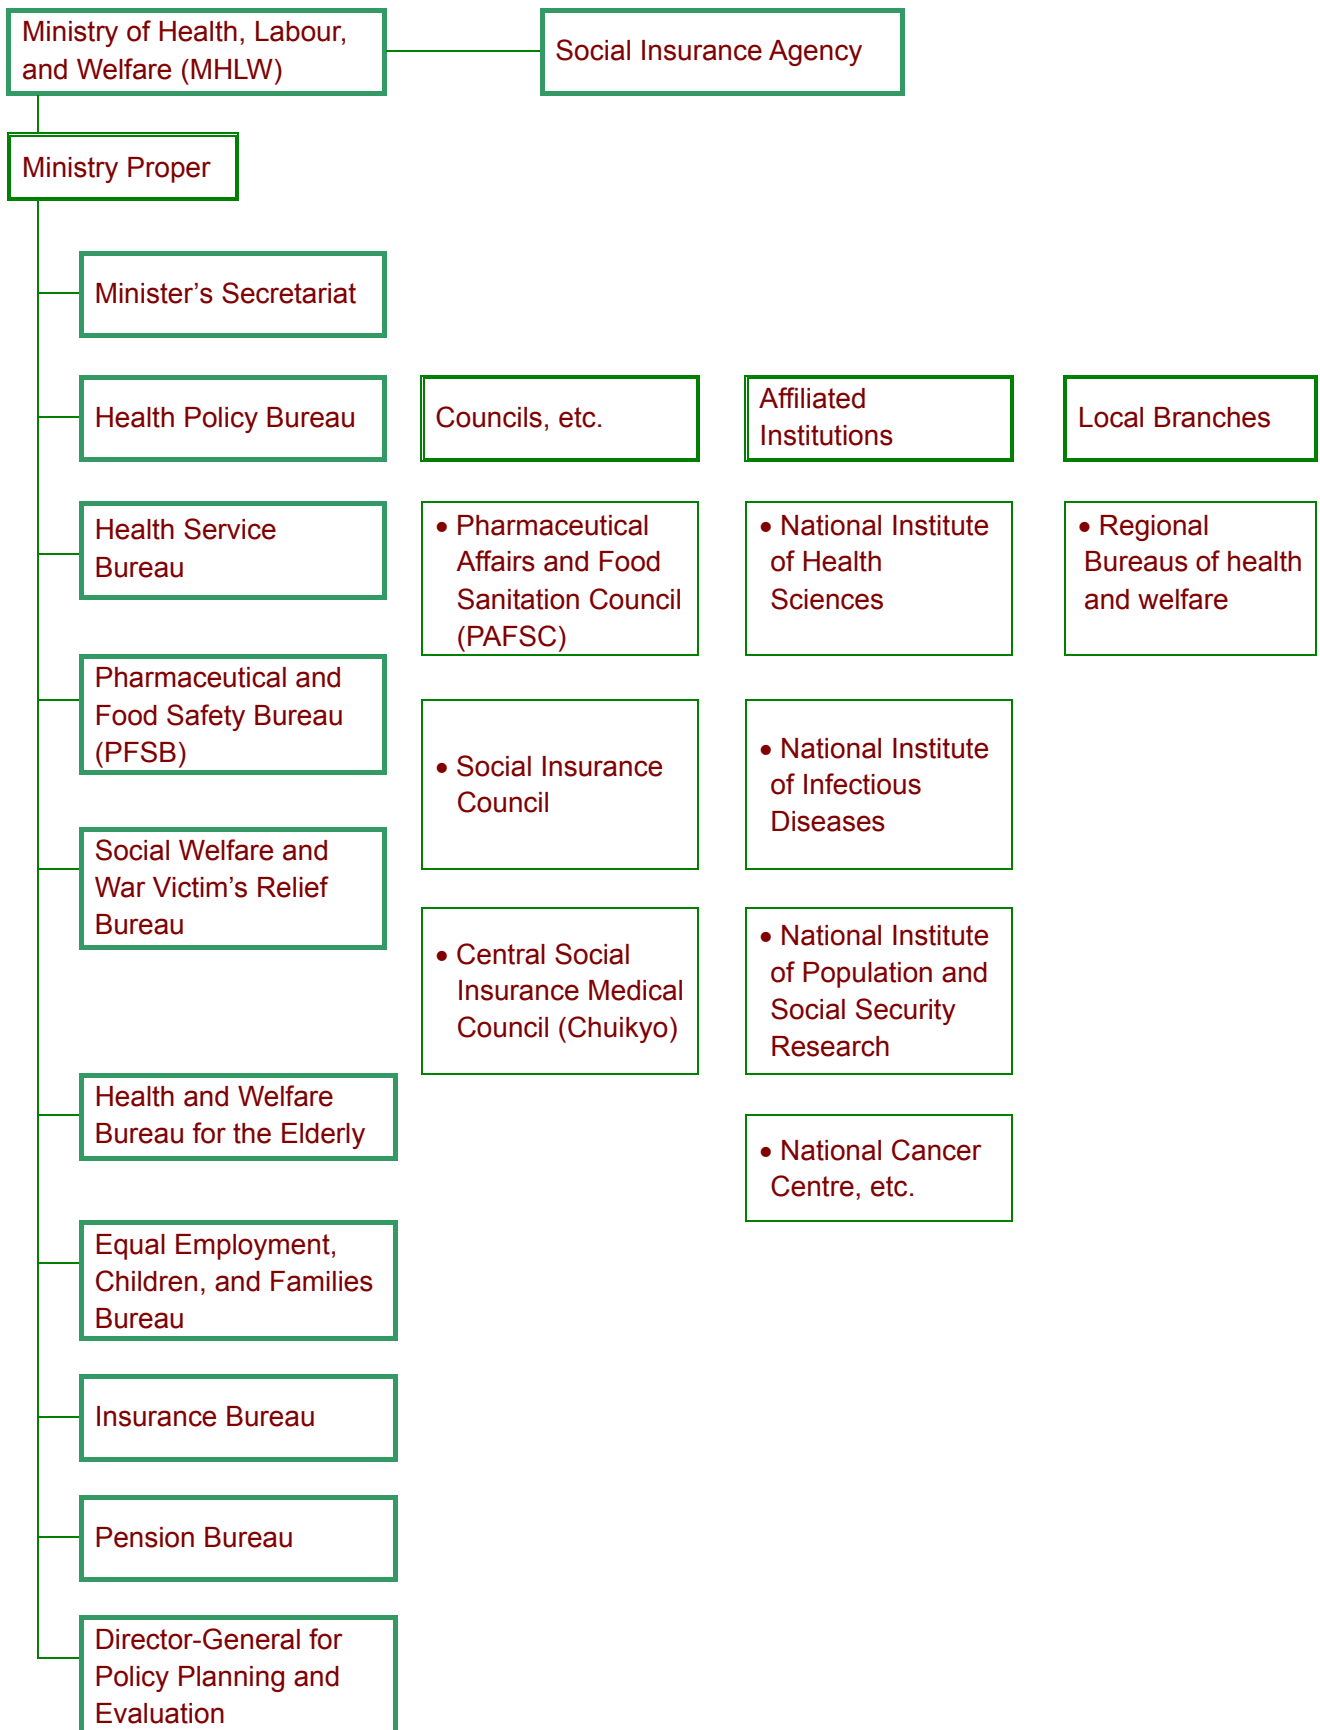 Ministry of Health, Labour,
and Welfare (MHLW)
Social Insurance Agency
Ministry Proper
Minister’s Secretariat
Health Policy Bureau
Health Service
Bureau
Pharmaceutical and
Food Safety Bureau
(PFSB)
Social Welfare and
War Victim’s Relief
Bureau
Health and Welfare
Bureau for the Elderly
Equal Employment,
Children, and Families
Bureau
Insurance Bureau
Pension Bureau
Director-General for
Policy Planning and
Evaluation
Councils, etc.
• Pharmaceutical
Affairs and Food
Sanitation Council
(PAFSC)
• Social Insurance
Council
• Central Social
Insurance Medical
Council (Chuikyo)
Affiliated
Institutions
• National Institute
of Health
Sciences
• National Institute
of Infectious
Diseases
• National Institute
of Population and
Social Security
Research
• National Cancer
Centre, etc.
Local Branches
• Regional
Bureaus of health
and welfare